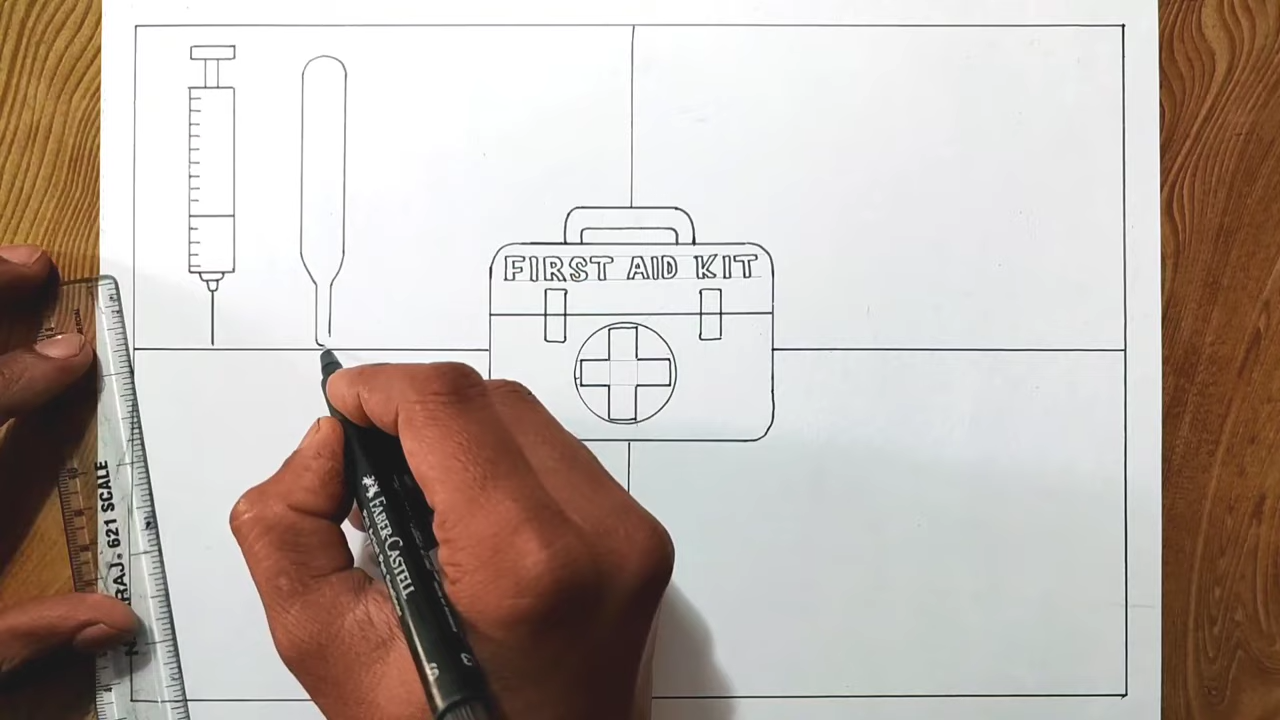 FIRST AID KIT
RAJ. 621 SCALE
FABER-CASTELL
S